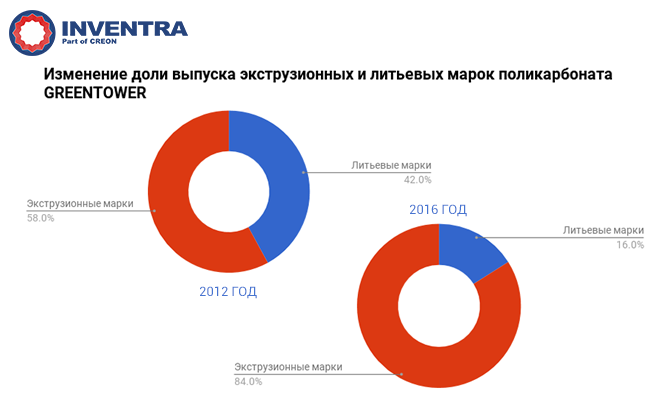 INVENTRA
Part of CREON
Изменение доли выпуска экструзионных и литьевых марок поликарбоната
GREENTOWER
Литьевые марки
42.0%
Экструзионные марки
58.0%
2012 ГОД
2016 ГОД
Литьевые марки
16.0%
Экструзионные марки
84.0%